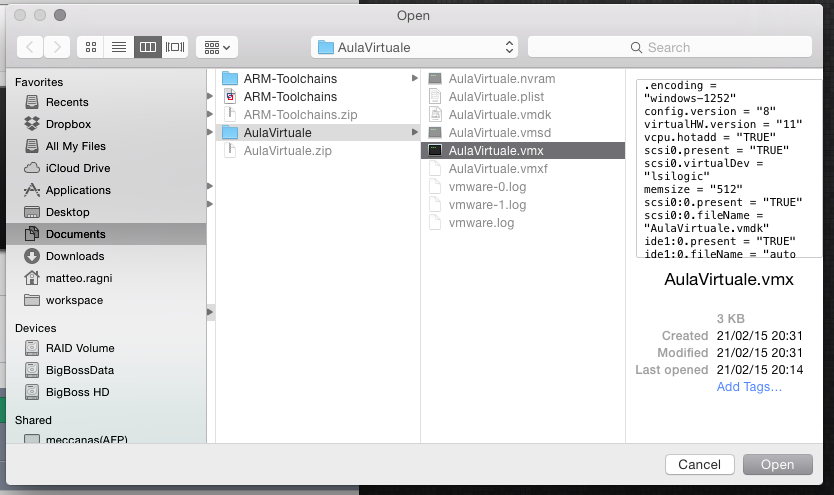 Open
AulaVirtuale
Search
Favorites
Recents
Dropbox
All My Files
iCloud Drive
Applications
Desktop
Documents
Downloads
matteo.ragni
workspace
Devices
RAID Volume
BigBossData
BigBoss HD
Shared
meccanas(AFP)
ARM-Toolchains
ARM-Toolchains
ARM-Toolchains.zip
AulaVirtuale
AulaVirtuale.zip
AulaVirtuale.nvram
AulaVirtuale.plist
AulaVirtuale.vmdk
AulaVirtuale.vmsd
AulaVirtuale.vmx
AulaVirtuale.vmxf
vmware-0.log
vmware-1.log
vmware.log
.encoding =
"windows-1252"
config.version = "8"
virtualHW.version = "11"
vcpu.hotadd = "TRUE"
scsi0.present = "TRUE"
scsi0.virtualDev =
"lsilogic"
memsize = "512"
scsi0:0.present = "TRUE"
scsi0:0.fileName =
"AulaVirtuale.vmdk"
ide1:0.present = "TRUE"
ide1:0.fileName = "auto
AulaVirtuale.vmx
3 KB
Created 21/02/15 20:31
Modified 21/02/15 20:31
Last opened 21/02/15 20:14
Add Tags…
Cancel
Open